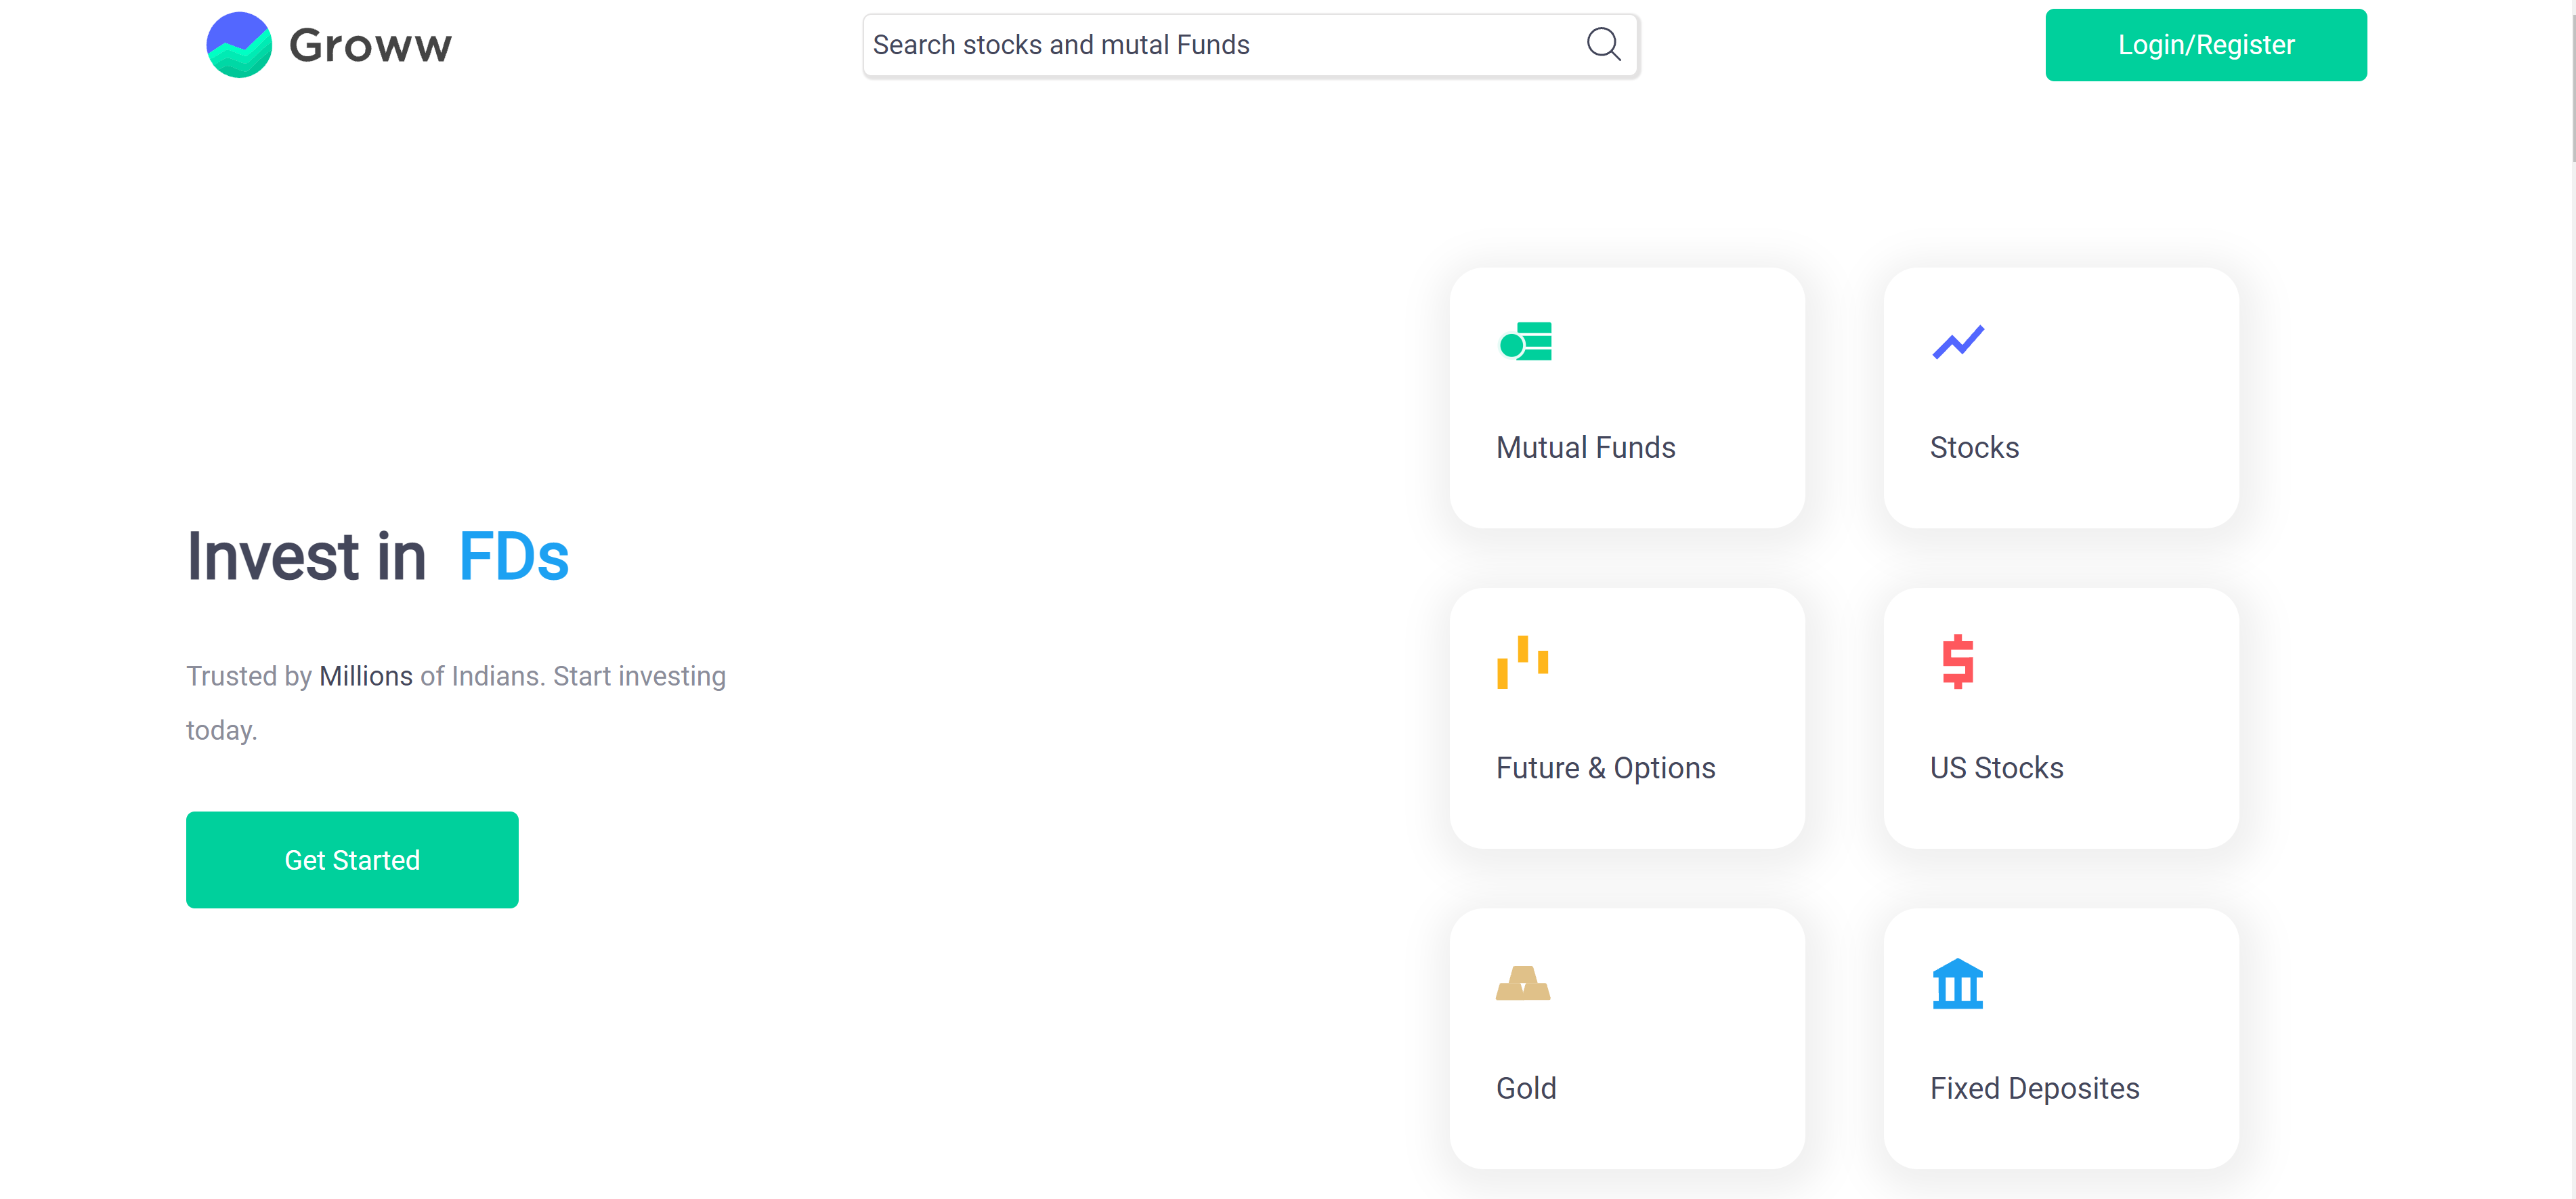 Groww
Search stocks and mutal Funds
Login/Register
Mutual Funds
Stocks
Invest in FDs
Trusted by Millions of Indians. Start investing
today.
Get Started
Future & Options
US Stocks
Gold
Fixed Deposites